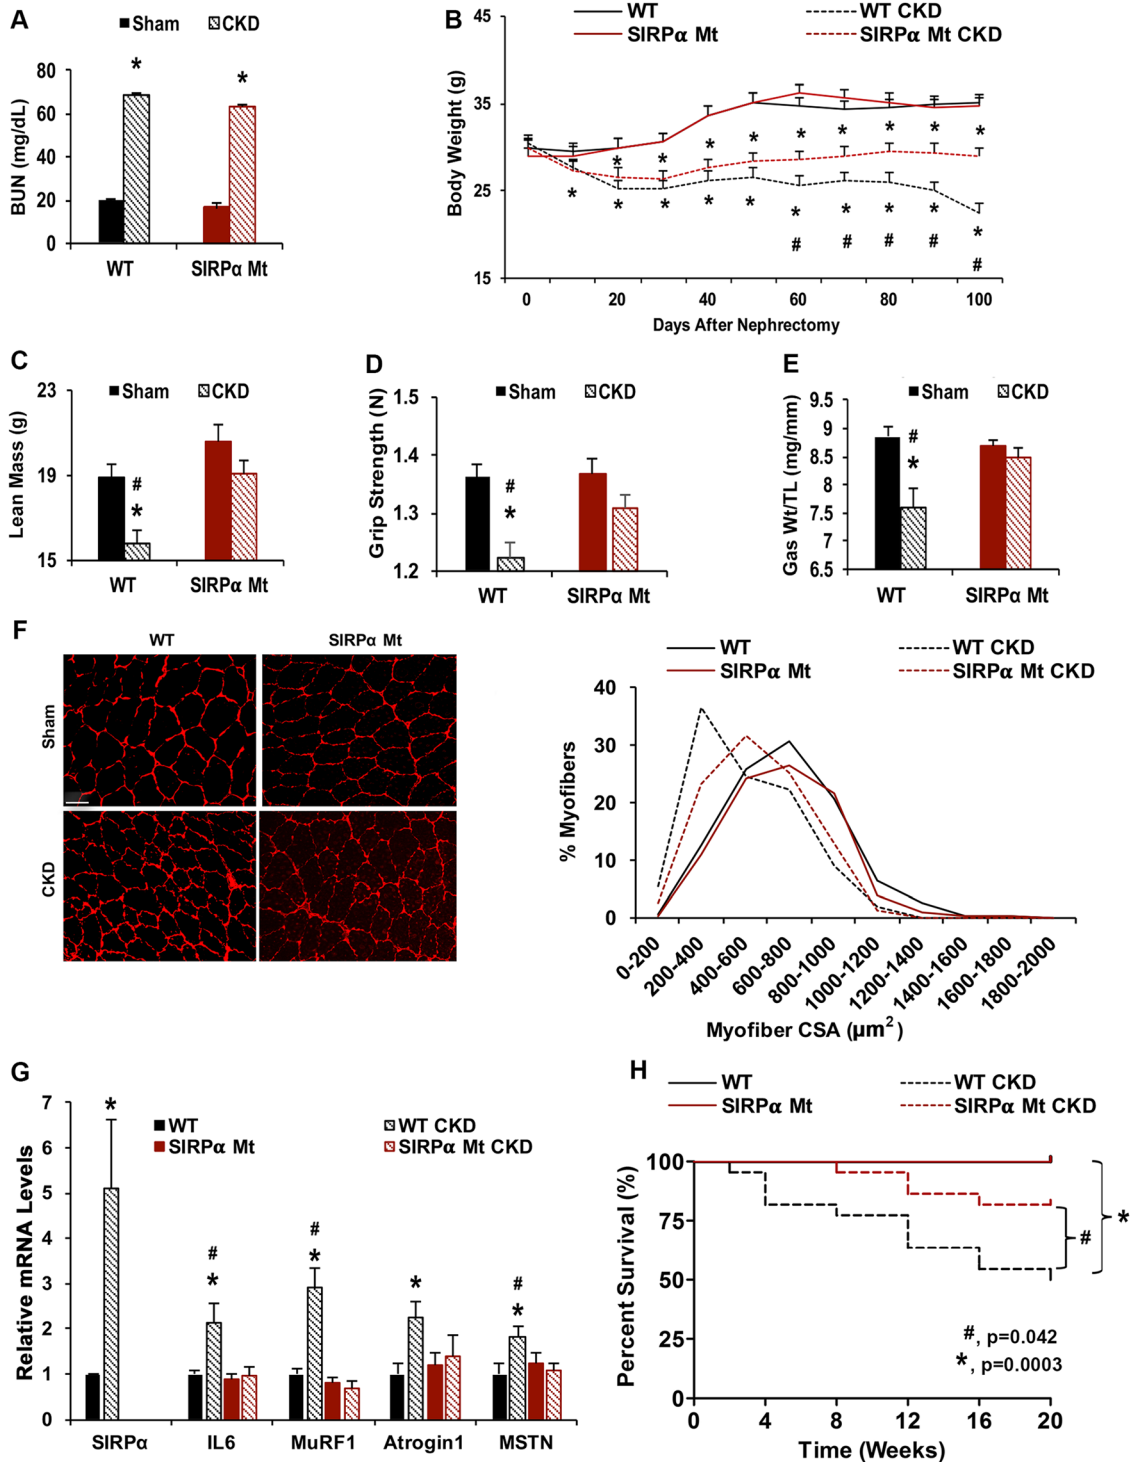 A
Sham CKD
BUN (mg/dL)
80
60
40
20
0
* *
WT SIRPα Mt
B
WT WT CKD
SIRPα Mt SIRPα Mt CKD
Body Weight (g)
45
35
25
15
* * * * * * * * *
* * * * * * * * * *
# # # # #
0 20 40 60 80 100
Days After Nephrectomy
C
Sham CKD
Lean Mass (g)
23
19
15
#
*
WT SIRPα Mt
D
Sham CKD
Grip Strength (N)
1.5
1.4
1.3
1.2
#
*
WT SIRPα Mt
E
Sham CKD
Gas Wt/TL (mg/mm)
9.5
9
8.5
8
7.5
7
6.5
#
*
WT SIRPα Mt
F
WT SIRPα Mt
Sham
CKD
WT WT CKD
SIRPα Mt SIRPα Mt CKD
% Myofibers
40
30
20
10
0
0-200 200-400 400-600 600-800 800-1000 1000-1200 1200-1400 1400-1600 1600-1800 1800-2000
Myofiber CSA (µm²)
G
WT WT CKD
SIRPα Mt SIRPα Mt CKD
Relative mRNA Levels
7
6
5
4
3
2
1
0
*
#
*
#
*
*
#
*
SIRPα IL6 MuRF1 Atrogin1 MSTN
H
WT WT CKD
SIRPα Mt SIRPα Mt CKD
Percent Survival (%)
100
75
50
25
0
*
#
#, p=0.042
*, p=0.0003
0 4 8 12 16 20
Time (Weeks)